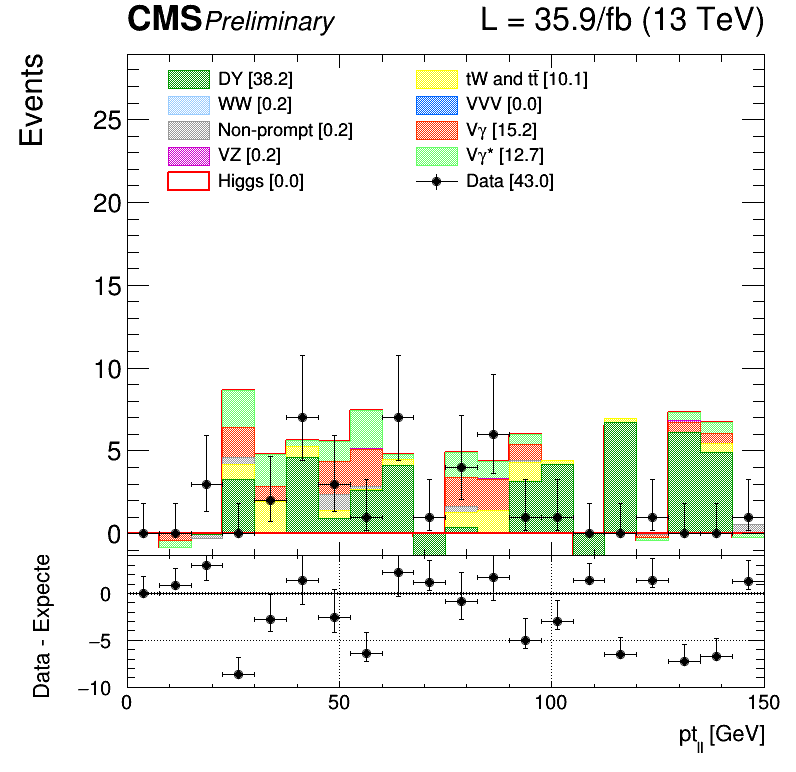 CMS Preliminary L = 35.9/fb (13 TeV)
Events
DY [38.2]
tW and tt̄ [10.1]
WW [0.2]
VVV [0.0]
Non-prompt [0.2]
Vγ [15.2]
VZ [0.2]
Vγ* [12.7]
Higgs [0.0]
Data [43.0]
25
20
15
10
5
0
Data - Expecte
0
−5
−10
0 50 100 150
pt_ll [GeV]